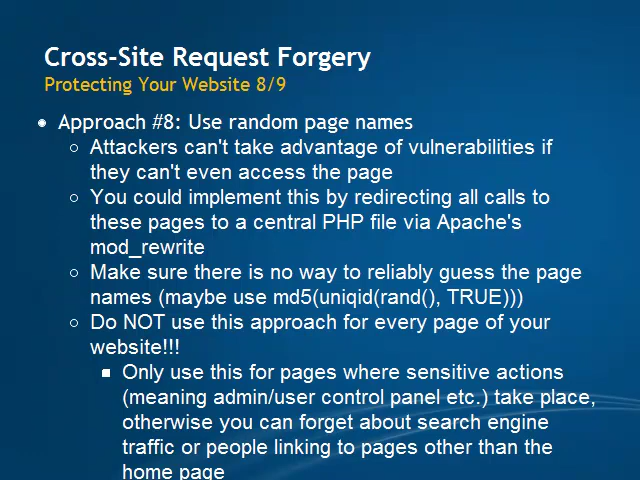 Cross-Site Request Forgery
Protecting Your Website 8/9
Approach #8: Use random page names
Attackers can't take advantage of vulnerabilities if
they can't even access the page
You could implement this by redirecting all calls to
these pages to a central PHP file via Apache's
mod_rewrite
Make sure there is no way to reliably guess the page
names (maybe use md5(uniqid(rand(), TRUE)))
Do NOT use this approach for every page of your
website!!!
Only use this for pages where sensitive actions
(meaning admin/user control panel etc.) take place,
otherwise you can forget about search engine
traffic or people linking to pages other than the
home page